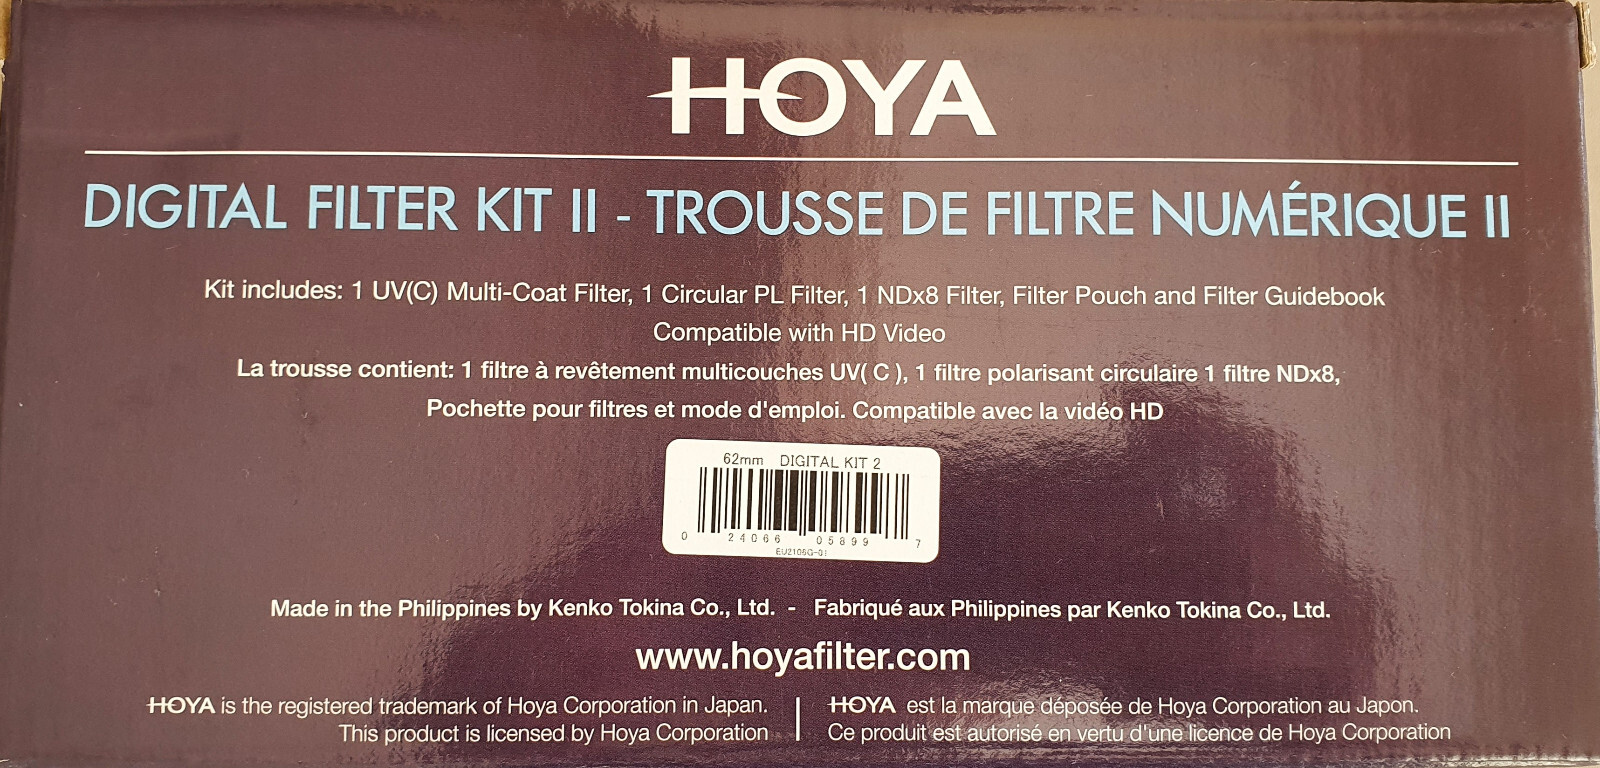 HOYA
DIGITAL FILTER KIT II - TROUSSE DE FILTRE NUMÉRIQUE II
Kit includes: 1 UV(C) Multi-Coat Filter, 1 Circular PL Filter, 1 NDx8 Filter, Filter Pouch and Filter Guidebook
Compatible with HD Video
La trousse contient: 1 filtre à revêtement multicouches UV( C ), 1 filtre polarisant circulaire 1 filtre NDx8,
Pochette pour filtres et mode d'emploi. Compatible avec la vidéo HD
62mm DIGITAL KIT 2
0 24066 05899 7
EU2106G-01
Made in the Philippines by Kenko Tokina Co., Ltd. - Fabriqué aux Philippines par Kenko Tokina Co., Ltd.
www.hoyafilter.com
HOYA is the registered trademark of Hoya Corporation in Japan.
This product is licensed by Hoya Corporation
HOYA est la marque déposée de Hoya Corporation au Japon.
Ce produit est autorisé en vertu d'une licence de Hoya Corporation